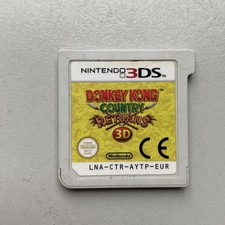 NINTENDO 3DS
DONKEY KONG
COUNTRY
RETURNS
3D
Nintendo
CE
LNA-CTR-AYTP-EUR